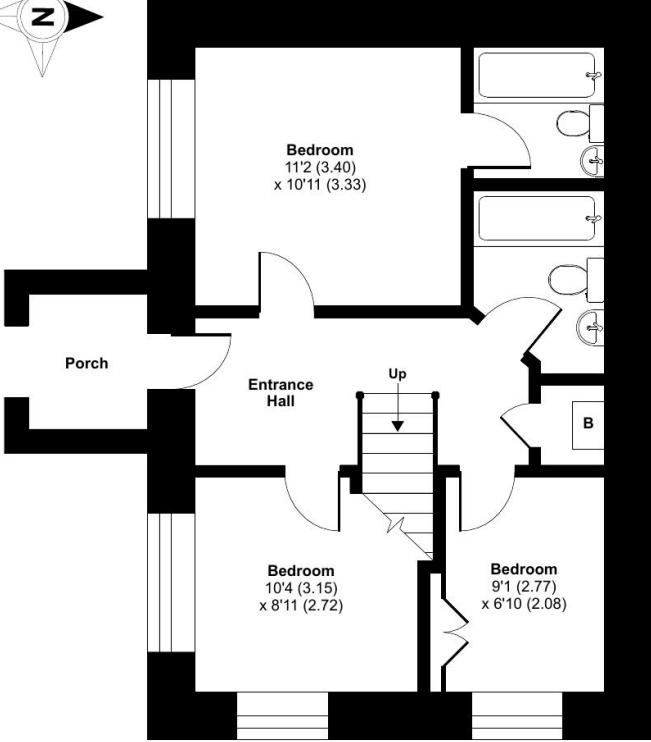 N
Bedroom
11'2 (3.40)
x 10'11 (3.33)
Porch
Up
Entrance
Hall
B
Bedroom
10'4 (3.15)
x 8'11 (2.72)
Bedroom
9'1 (2.77)
x 6'10 (2.08)